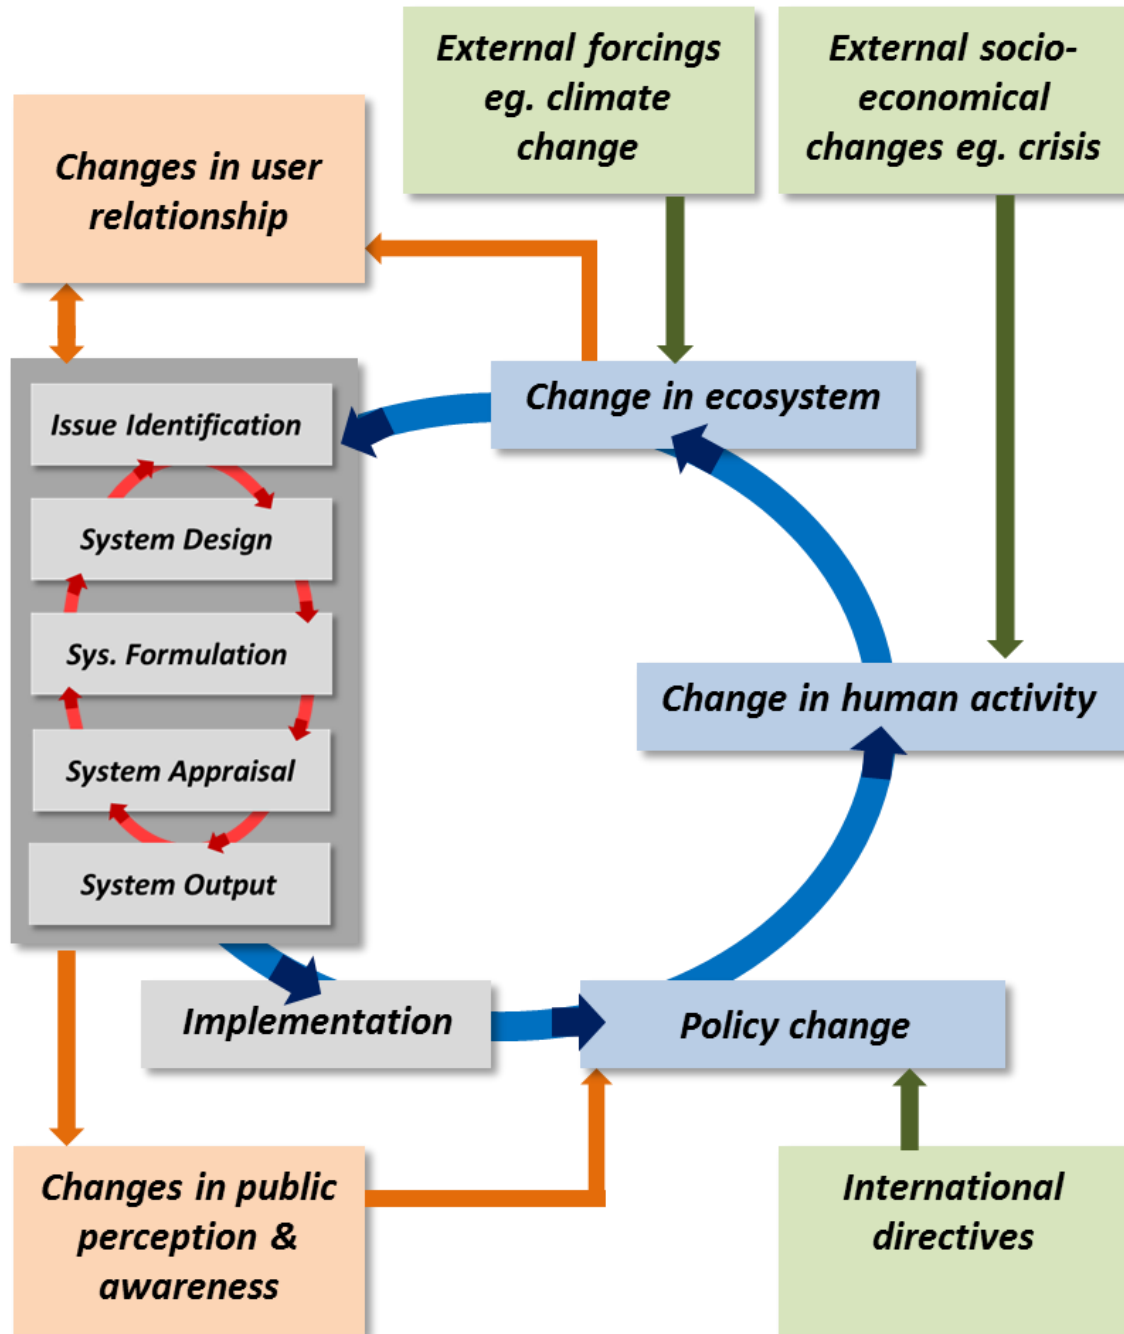 External forcings
eg. climate
change
External socio-
economical
changes eg. crisis
Changes in user
relationship
Change in ecosystem
Issue Identification
System Design
Sys. Formulation
System Appraisal
System Output
Change in human activity
Implementation
Policy change
Changes in public
perception &
awareness
International
directives